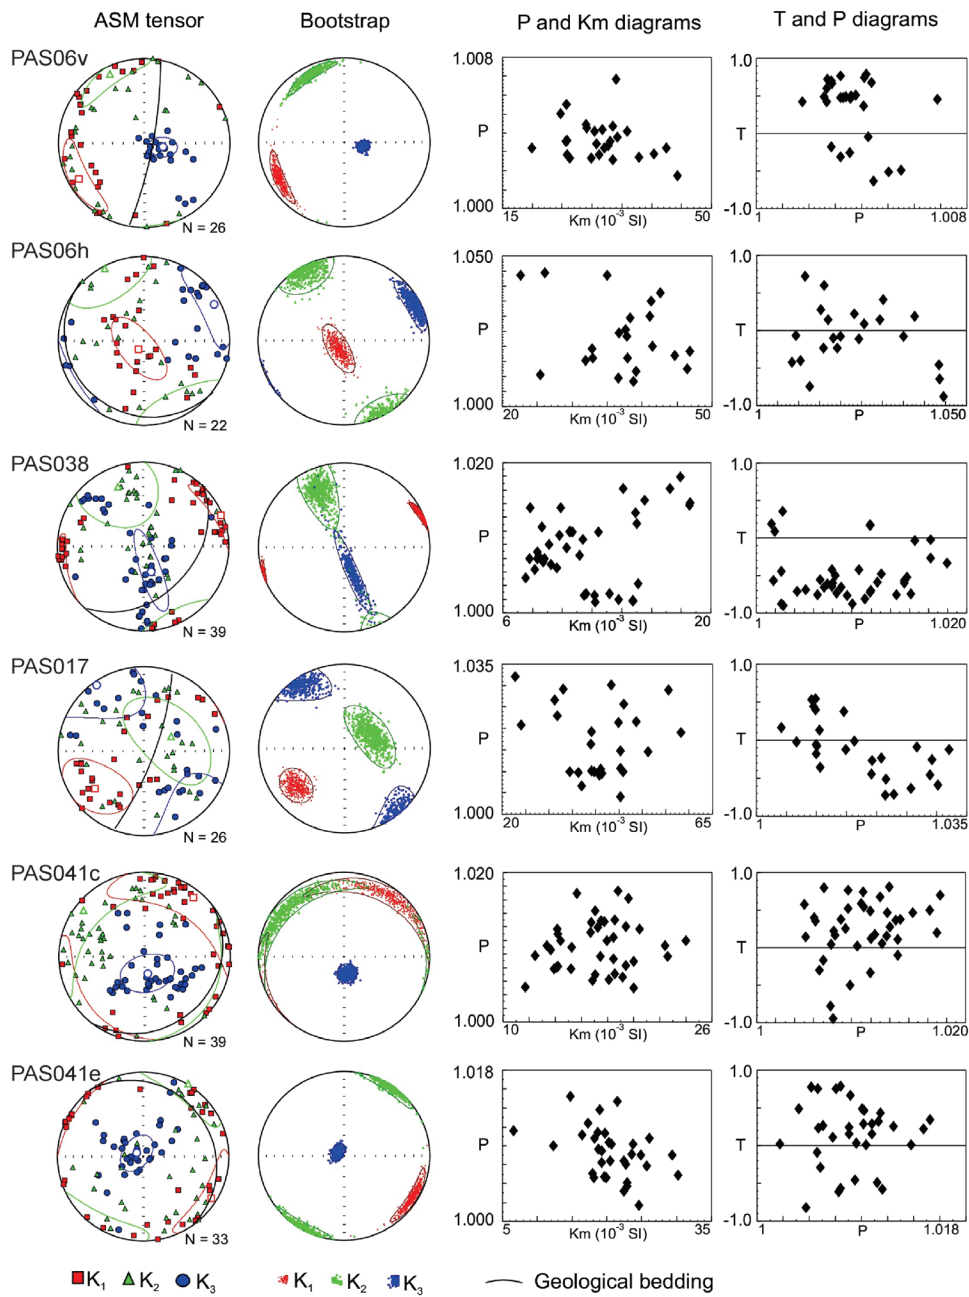 ASM tensor Bootstrap P and Km diagrams T and P diagrams
PAS06v
N = 26
1.008
P
1.000
15 Km (10⁻³ SI) 50
1.0
T
-1.0
1 P 1.008
PAS06h
N = 22
1.050
P
1.000
20 Km (10⁻³ SI) 50
1.0
T
-1.0
1 P 1.050
PAS038
N = 39
1.020
P
1.000
6 Km (10⁻³ SI) 20
1.0
T
-1.0
1 P 1.020
PAS017
N = 26
1.035
P
1.000
20 Km (10⁻³ SI) 65
1.0
T
-1.0
1 P 1.035
PAS041c
N = 39
1.020
P
1.000
10 Km (10⁻³ SI) 26
1.0
T
-1.0
1 P 1.020
PAS041e
N = 33
1.018
P
1.000
5 Km (10⁻³ SI) 35
1.0
T
-1.0
1 P 1.018
K₁ K₂ K₃ K₁ K₂ K₃ Geological bedding